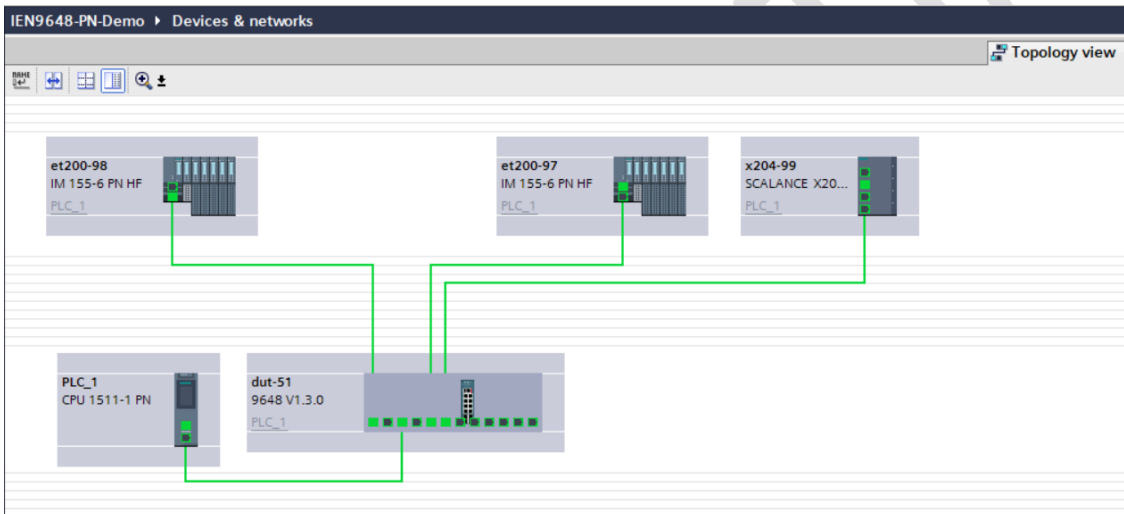 IEN9648-PN-Demo ▸ Devices & networks
Topology view
NAME
et200-98
IM 155-6 PN HF
PLC_1
et200-97
IM 155-6 PN HF
PLC_1
x204-99
SCALANCE X20...
PLC_1
PLC_1
CPU 1511-1 PN
dut-51
9648 V1.3.0
PLC_1